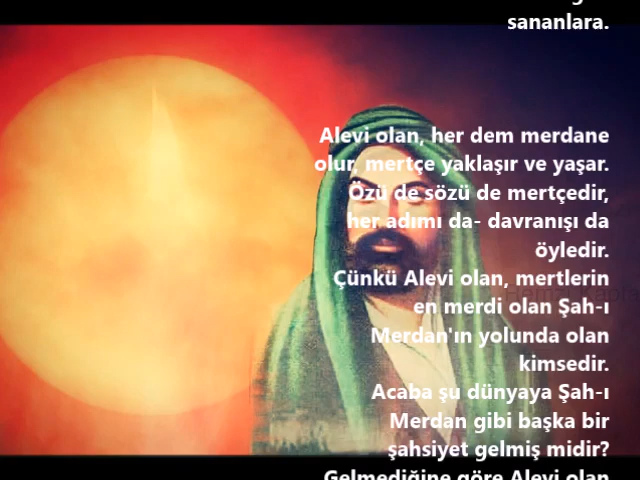 sananlara.
Alevi olan, her dem merdane
olur, mertçe yaklaşır ve yaşar.
Özü de sözü de mertçedir,
her adımı da- davranışı da
öyledir.
Çünkü Alevi olan, mertlerin
en merdi olan Şah-ı
Merdan'ın yolunda olan
kimsedir.
Acaba şu dünyaya Şah-ı
Merdan gibi başka bir
şahsiyet gelmiş midir?
Gelmediğine göre Alevi olan